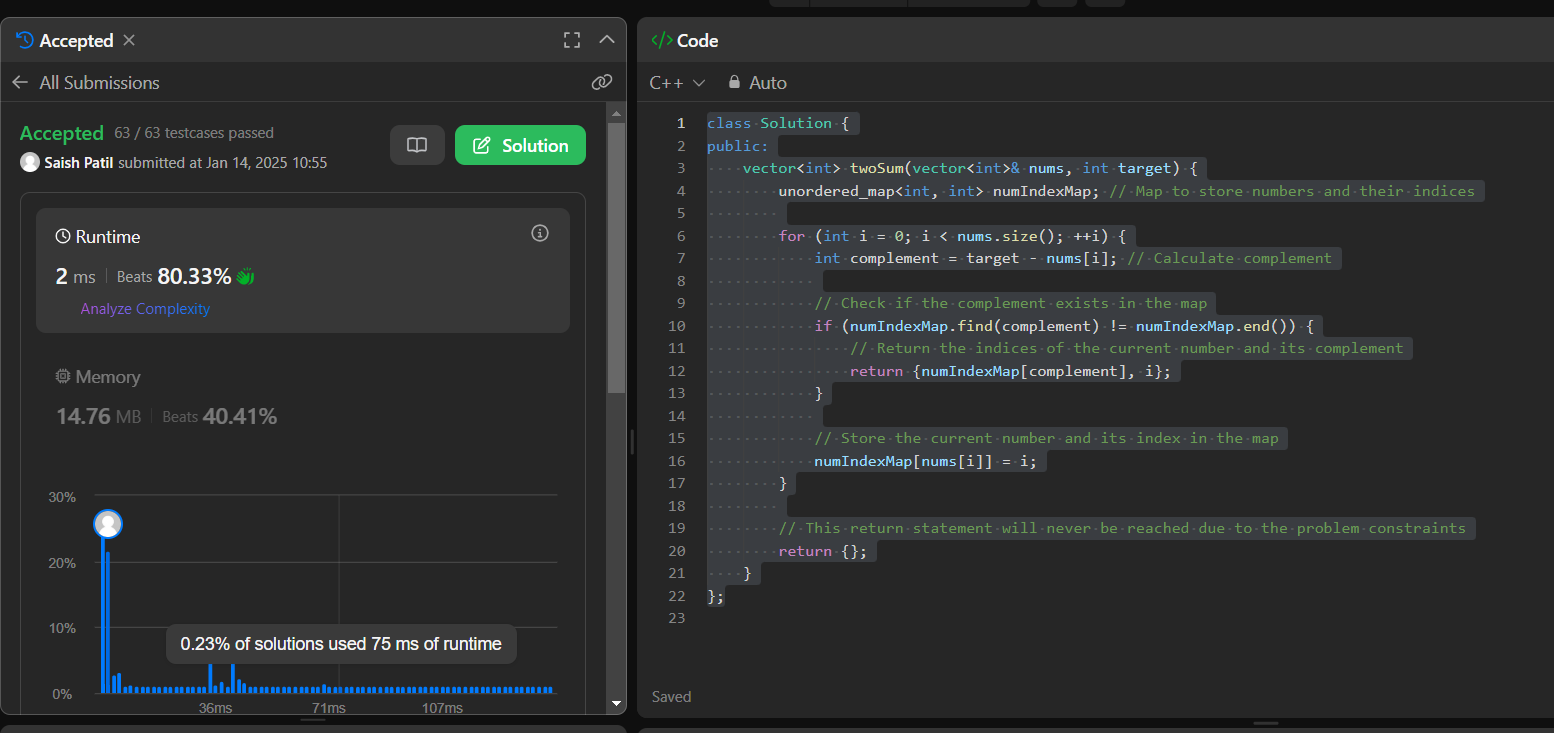 Accepted
All Submissions
Accepted 63 / 63 testcases passed
Saish Patil submitted at Jan 14, 2025 10:55
Solution
Runtime
2 ms Beats 80.33%
Analyze Complexity
Memory
14.76 MB Beats 40.41%
30%
20%
10%
0%
0.23% of solutions used 75 ms of runtime
36ms 71ms 107ms
</> Code
C++ Auto
1 class Solution {
2 public:
3     vector<int> twoSum(vector<int>& nums, int target) {
4         unordered_map<int, int> numIndexMap; // Map to store numbers and their indices
5
6         for (int i = 0; i < nums.size(); ++i) {
7             int complement = target - nums[i]; // Calculate complement
8
9             // Check if the complement exists in the map
10             if (numIndexMap.find(complement) != numIndexMap.end()) {
11                 // Return the indices of the current number and its complement
12                 return {numIndexMap[complement], i};
13             }
14
15             // Store the current number and its index in the map
16             numIndexMap[nums[i]] = i;
17         }
18
19         // This return statement will never be reached due to the problem constraints
20         return {};
21     }
22 };
23
Saved